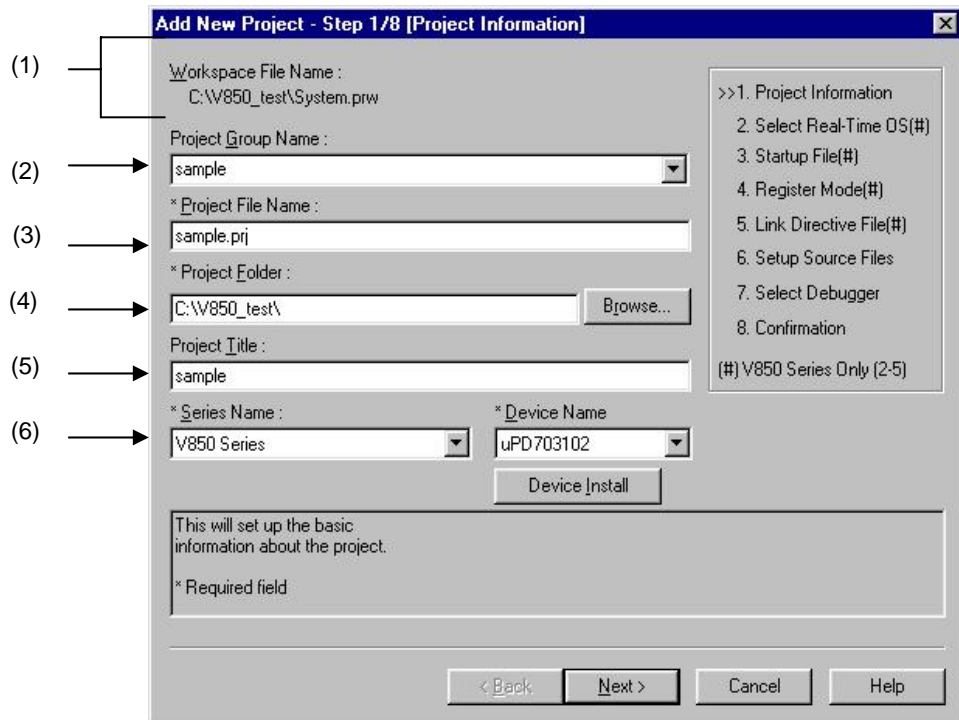 Add New Project - Step 1/8 [Project Information]
(1)
Workspace File Name :
C:\V850_test\System.prw
Project Group Name :
(2)
sample
* Project File Name :
(3)
sample.prj
* Project Folder :
(4)
C:\V850_test\
Browse...
Project Title :
(5)
sample
* Series Name :
* Device Name
(6)
V850 Series
uPD703102
Device Install
>>1. Project Information
2. Select Real-Time OS(#)
3. Startup File(#)
4. Register Mode(#)
5. Link Directive File(#)
6. Setup Source Files
7. Select Debugger
8. Confirmation
(#) V850 Series Only (2-5)
This will set up the basic
information about the project.
* Required field
< Back
Next >
Cancel
Help